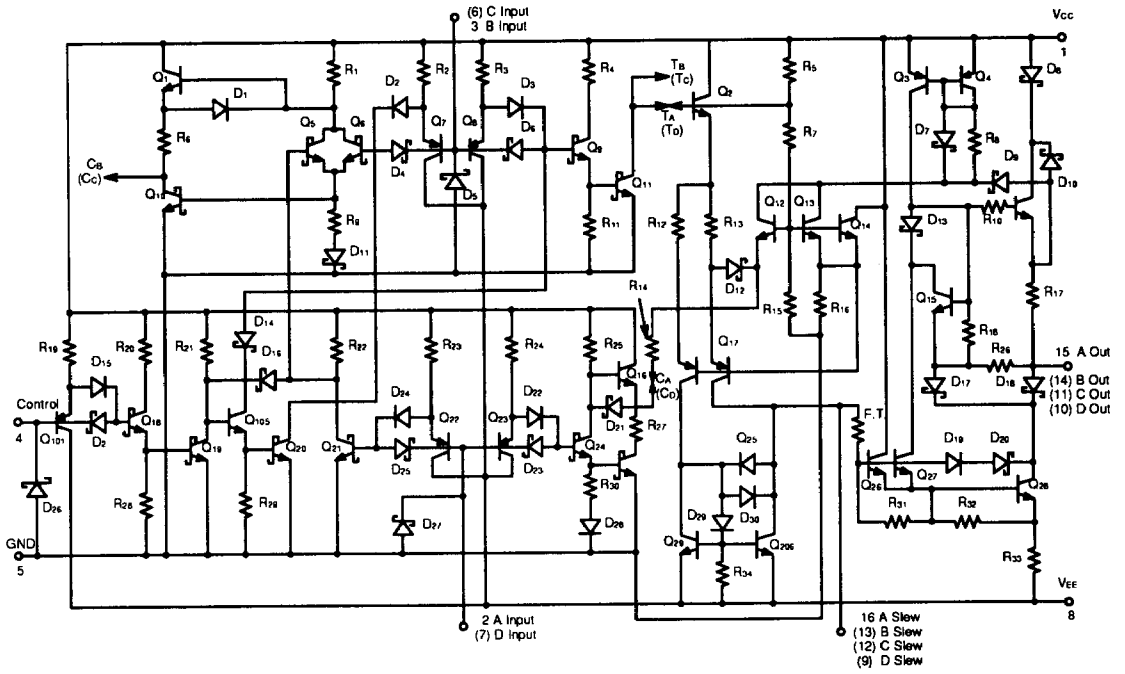 (6) C Input
3 B Input
VCC
1
Q1
D1
R1
D2
R2
R3
D3
R4
TB
(TC)
Q2
R5
Q3
Q4
D8
R6
Q5
Q6
Q7
Q8
D6
TA
(TD)
R7
D7
R8
D9
D10
CB
(CC)
D4
D5
Q9
Q11
R9
R11
D11
R12
R13
Q12
Q13
Q14
D13
R10
D12
R14
R15
R16
Q15
R17
R18
D14
R19
D15
R20
R21
D16
R22
R23
R24
R25
Q16
CA
(CD)
Q17
R26
15 A Out
(14) B Out
(11) C Out
(10) D Out
D17
D18
Control
4
Q101
D2
Q18
Q19
Q105
Q20
Q21
D24
Q22
D25
Q23
D22
D23
Q24
D21
R27
F.T.
Q25
D19
D20
Q26
Q27
Q28
D26
R28
R29
D27
R30
D28
D29
D30
R31
R32
GND
5
Q29
R34
Q206
R33
VEE
8
2 A Input
(7) D Input
16 A Slew
(13) B Slew
(12) C Slew
(9) D Slew